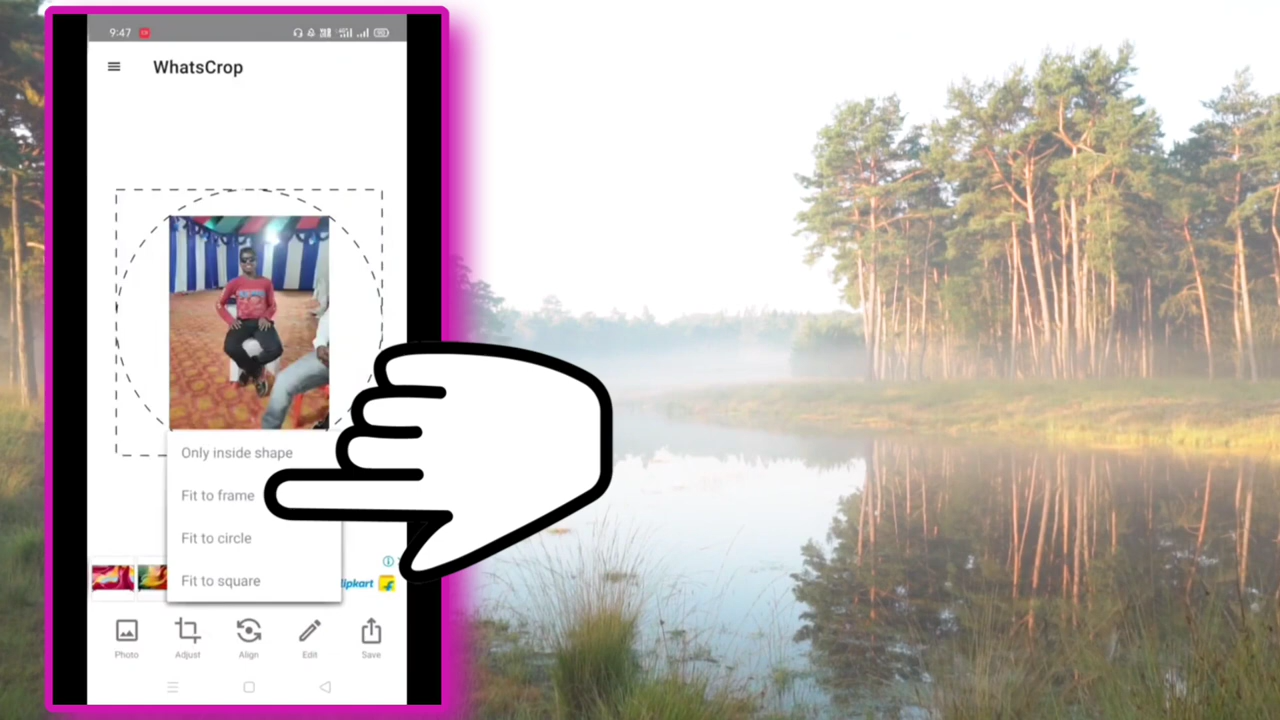 9:47
WhatsCrop
Only inside shape
Fit to frame
Fit to circle
Fit to square
lipkart
Photo
Adjust
Align
Edit
Save